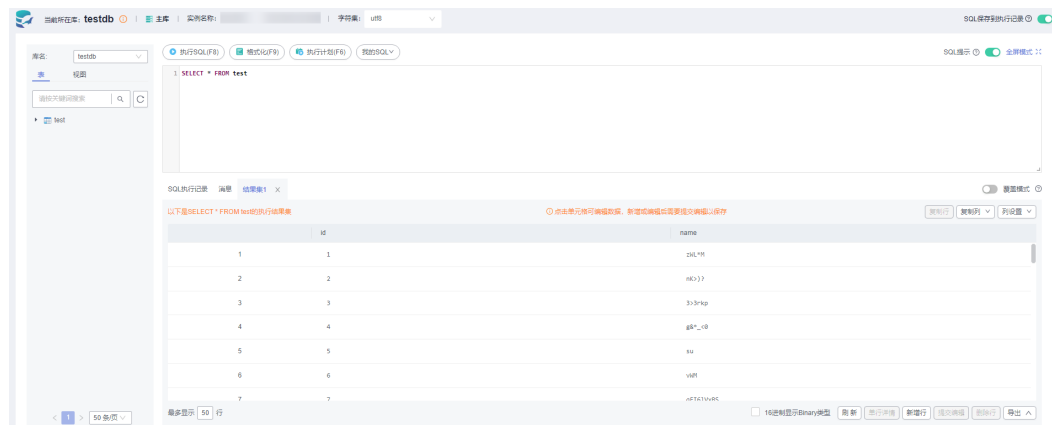 当前所在库: testdb | 主库 | 实例名称: | 字符集: utf8 SQL保存到执行记录
库名: testdb 执行SQL(F8) 格式化(F9) 执行计划(F6) 我的SQL SQL提示 全屏模式
表 视图
1 SELECT * FROM test
请按关键词搜索
test
SQL执行记录 消息 结果集1 X 覆盖模式
以下是SELECT * FROM test的执行结果集 点击单元格可编辑数据，新增或编辑后需要提交编辑以保存 复制行 复制列 列设置
id name
1 1 zWL*M
2 2 nK>}?
3 3 3>3rkp
4 4 g&*_<0
5 5 su
6 6 vWM
7 7
< 1 > 50 条/页 最多显示 50 行 16进制显示Binary类型 刷新 单行详情 新增行 提交编辑 删除行 导出